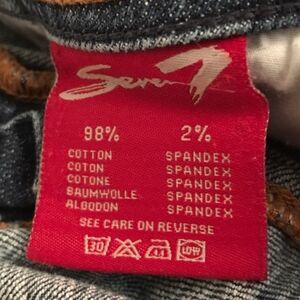 Seven7
98% 2%
COTTON SPANDEX
COTON SPANDEX
COTONE SPANDEX
BAUMWOLLE SPANDEX
ALGODON SPANDEX
SEE CARE ON REVERSE
30